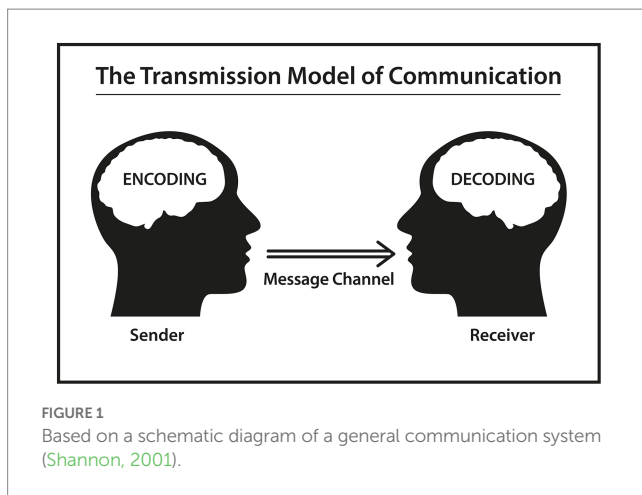 The Transmission Model of Communication
ENCODING
DECODING
Message Channel
Sender
Receiver
FIGURE 1
Based on a schematic diagram of a general communication system
(Shannon, 2001).